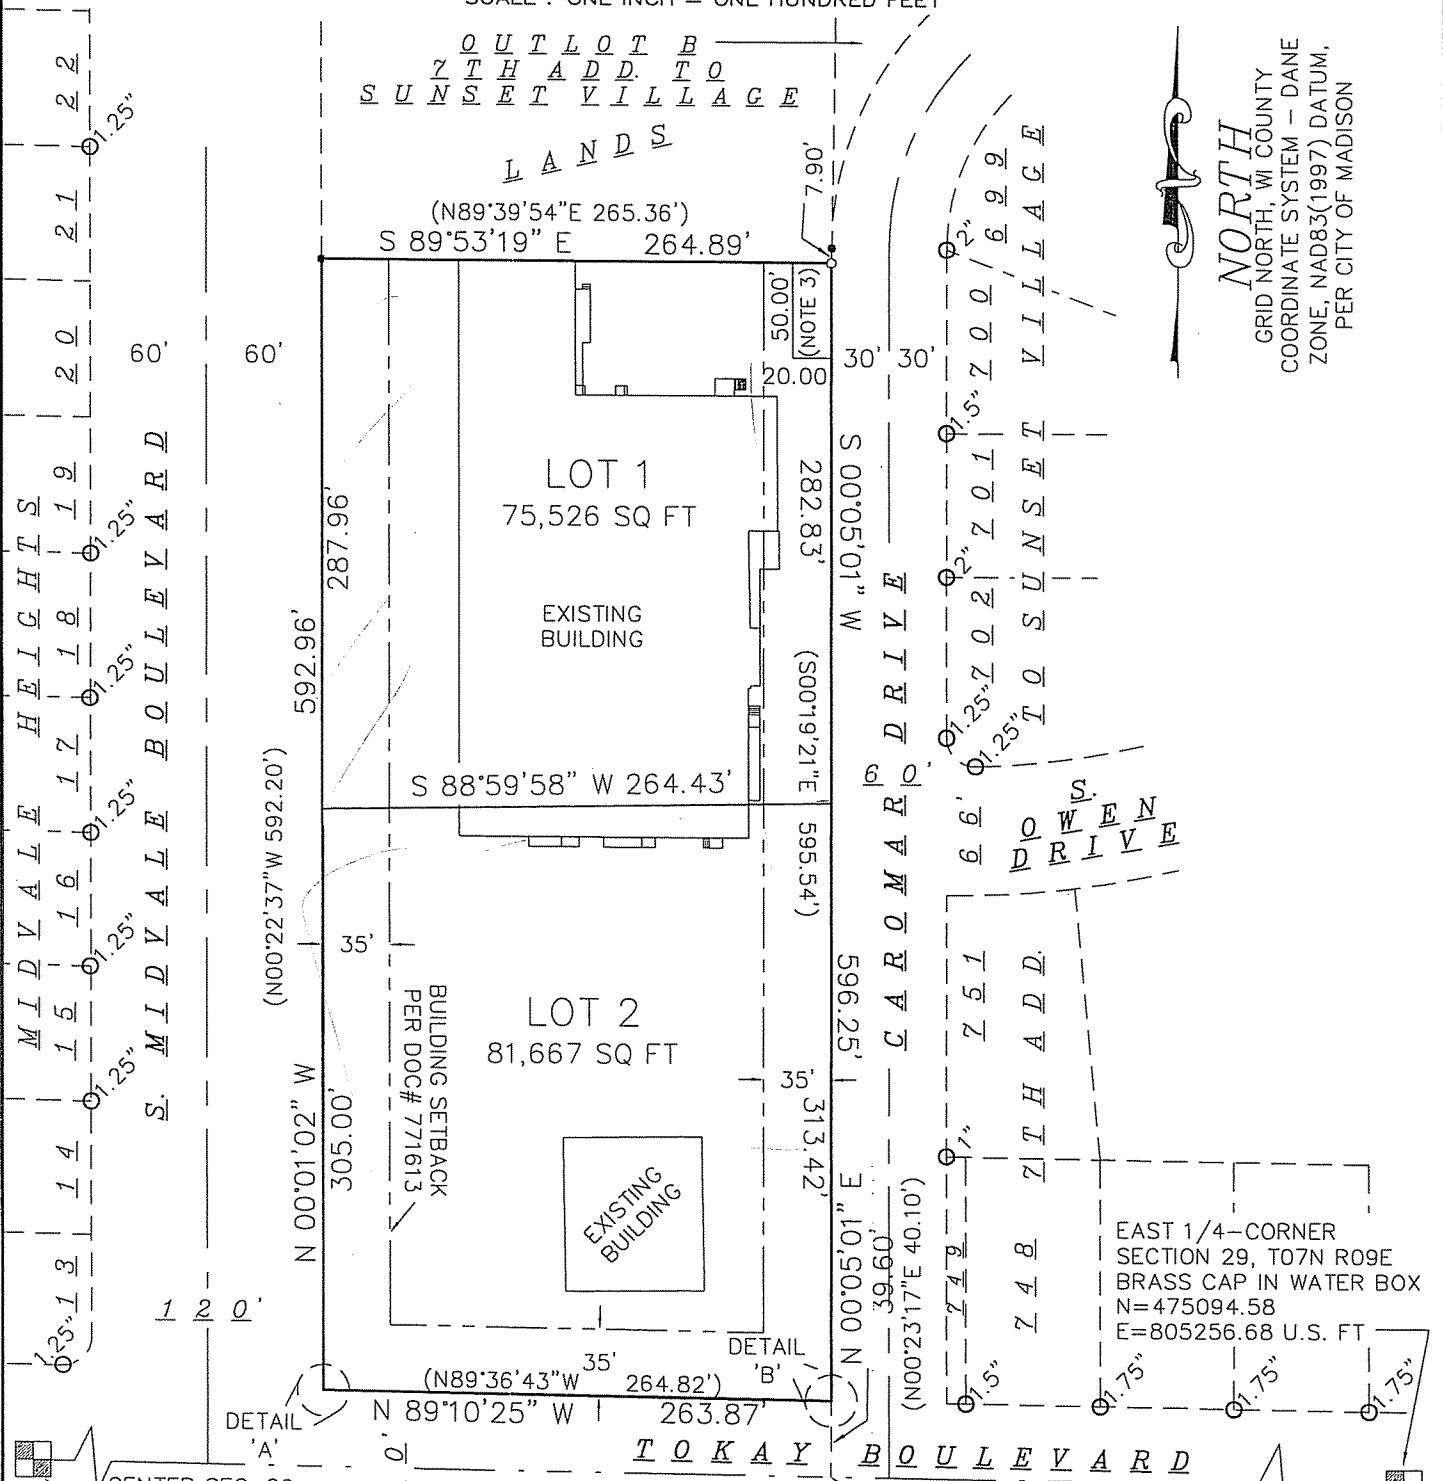 SCALE : ONE INCH = ONE HUNDRED FEET
OUTLOT B
7TH ADD. TO
SUNSET VILLAGE
LANDS
(N89°39'54"E 265.36')
S 89°53'19" E 264.89'
7.90'
NORTH
GRID NORTH, WI COUNTY
COORDINATE SYSTEM - DANE
ZONE, NAD83(1997) DATUM,
PER CITY OF MADISON
22
21
20
19
18
17
16
15
14
13
1.25"
1.25"
1.25"
1.25"
1.25"
1.25"
1.25"
MIDVALE HEIGHTS
S. MIDVALE BOULEVARD
60' 60'
120'
50.00'
(NOTE 3)
20.00
30' 30'
LOT 1
75,526 SQ FT
EXISTING
BUILDING
287.96'
592.96'
(N00°22'37"W 592.20')
N 00°01'02" W
305.00'
S 88°59'58" W 264.43'
282.83'
S 00°05'01" W
(S00°19'21"E 595.54')
596.25'
313.42'
35'
BUILDING SETBACK
PER DOC# 771613
LOT 2
81,667 SQ FT
35'
EXISTING
BUILDING
35'
(N89°36'43"W 264.82')
N 89°10'25" W 263.87'
DETAIL
'A'
DETAIL
'B'
N 00°05'01" E
39.60'
(N00°23'17"E 40.10')
CAROMAR DRIVE
60'
699
700
701
701
702
2"
1.5"
2"
1.25"
1.25"
7TH ADD. TO SUNSET VILLAGE
66'
S.
OWEN
DRIVE
751
749
748
1"
1.5"
1.75"
1.75"
1.75"
EAST 1/4-CORNER
SECTION 29, T07N R09E
BRASS CAP IN WATER BOX
N=475094.58
E=805256.68 U.S. FT
TOKAY BOULEVARD